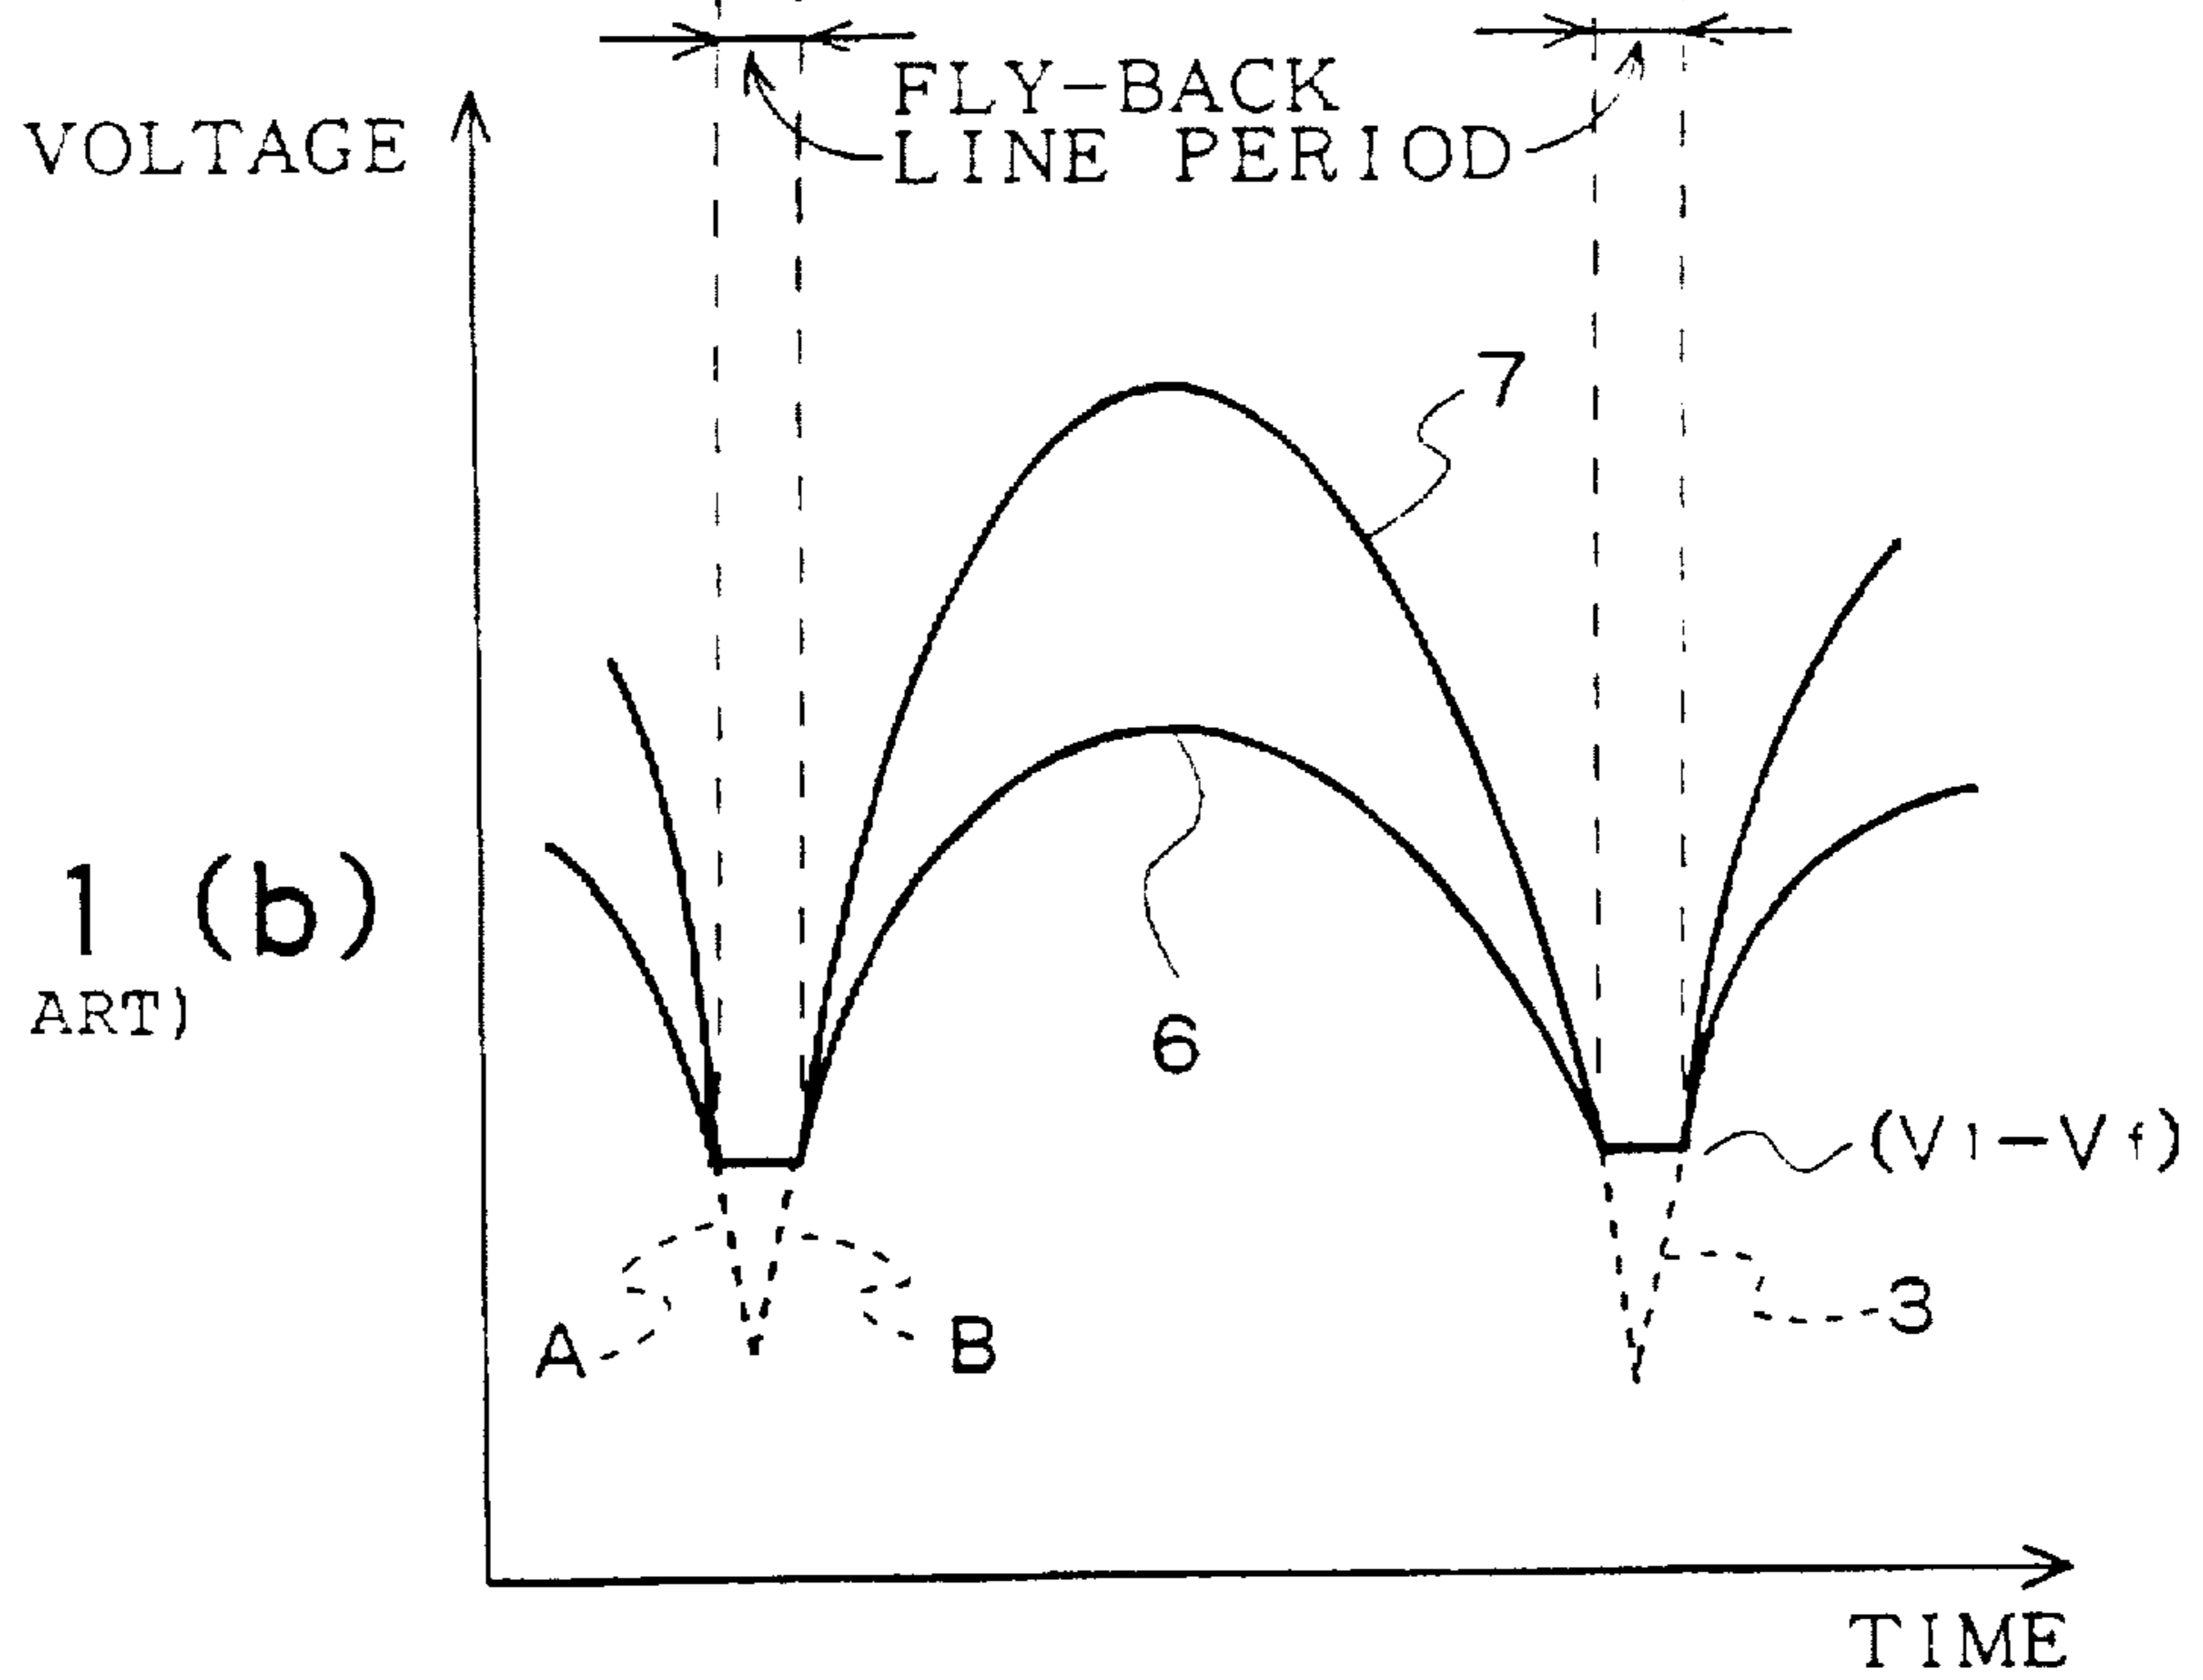 FLY-BACK
LINE PERIOD
VOLTAGE
7
1 (b)
ART)
6
(V1-Vf)
A
B
3
TIME